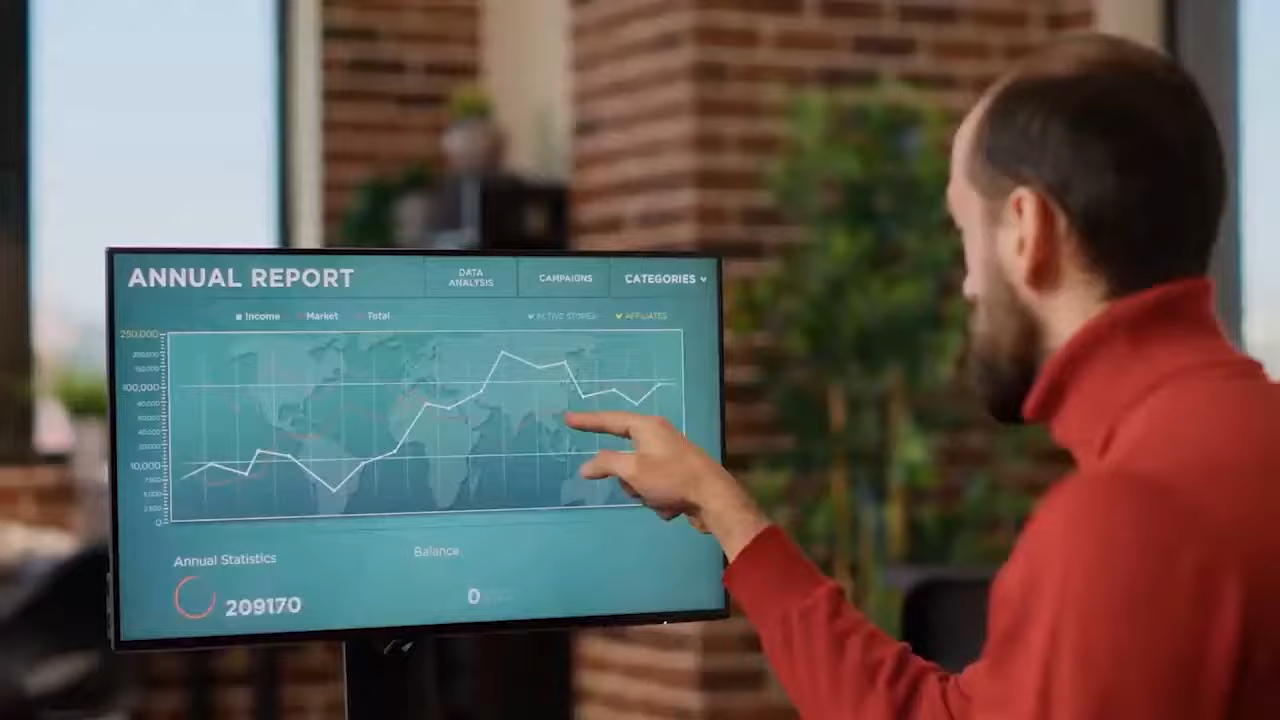 ANNUAL REPORT
DATA
ANALYSIS
CAMPAIGNS
CATEGORIES
Income
Market
Total
ACTIVE STORES
AFFILIATES
250,000
100,000
10,000
0
Annual Statistics
Balance
209170
0